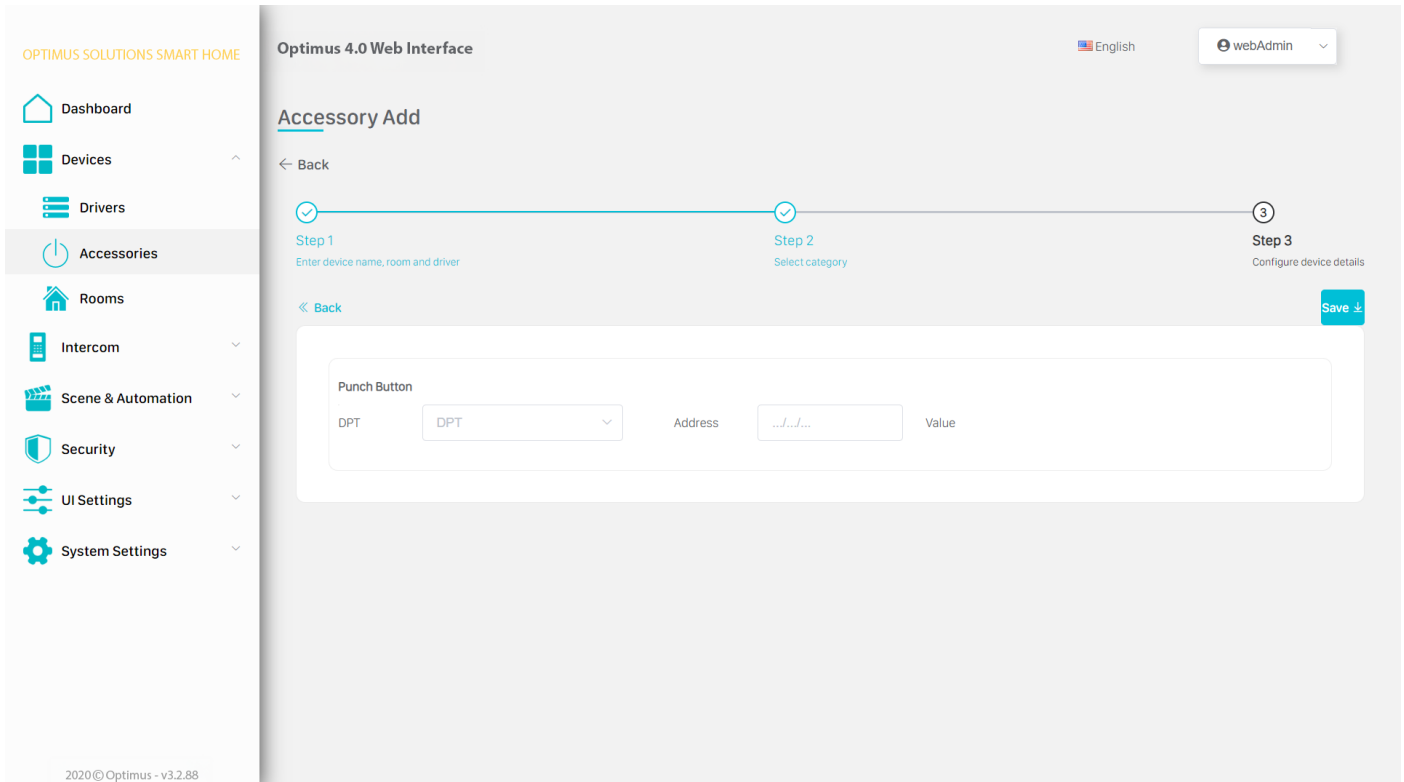 OPTIMUS SOLUTIONS SMART HOME
Dashboard
Devices
Drivers
Accessories
Rooms
Intercom
Scene & Automation
Security
UI Settings
System Settings
2020 © Optimus - v3.2.88
Optimus 4.0 Web Interface
English
webAdmin
Accessory Add
Back
3
Step 1
Step 2
Step 3
Enter device name, room and driver
Select category
Configure device details
Back
Save
Punch Button
DPT
DPT
Address
.../.../...
Value